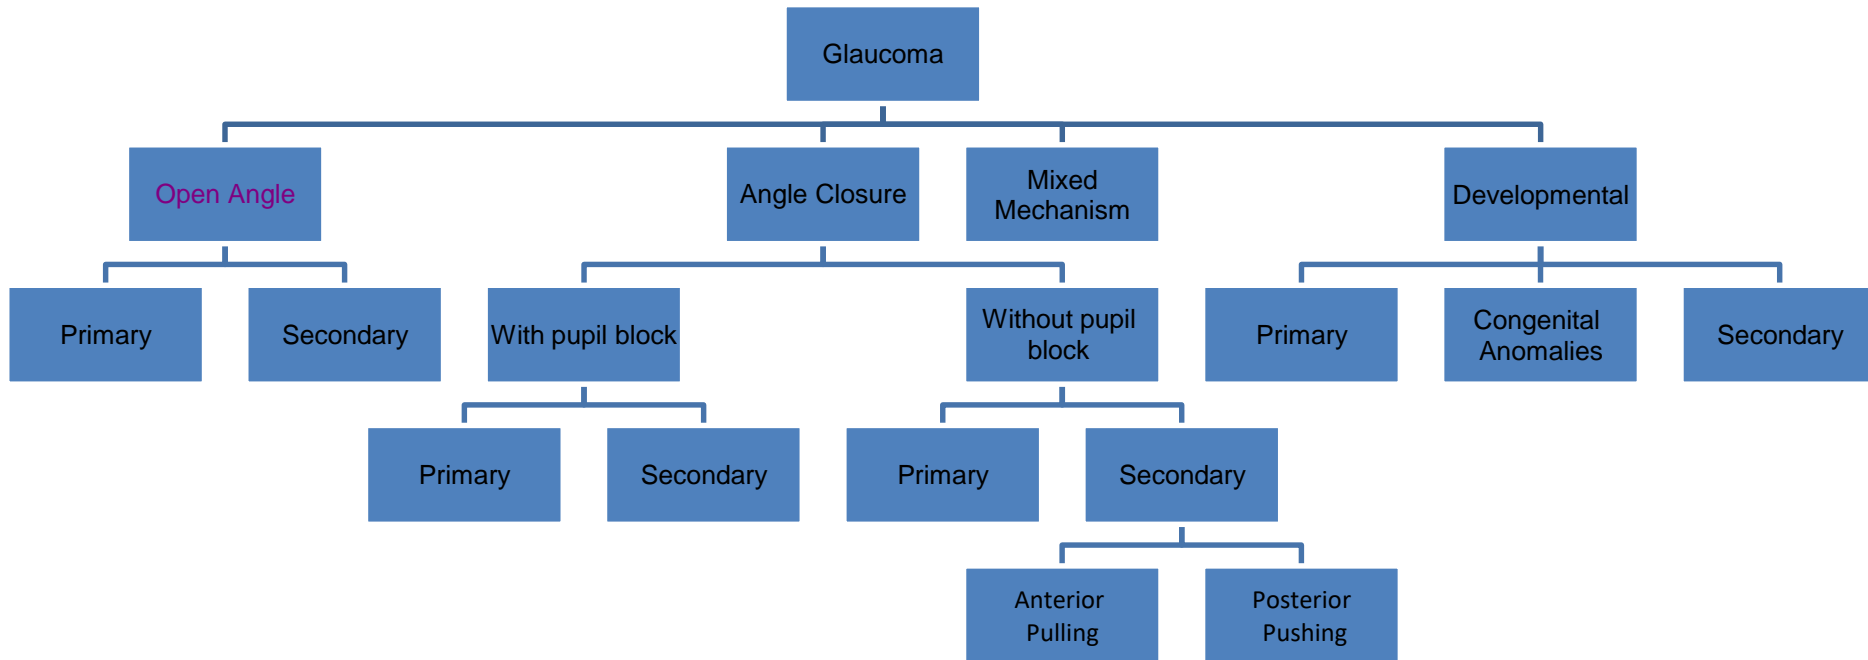 Glaucoma
Open Angle
Angle Closure
Mixed
Mechanism
Developmental
Primary
Secondary
With pupil block
Without pupil
block
Primary
Congenital
Anomalies
Secondary
Primary
Secondary
Primary
Secondary
Anterior
Pulling
Posterior
Pushing